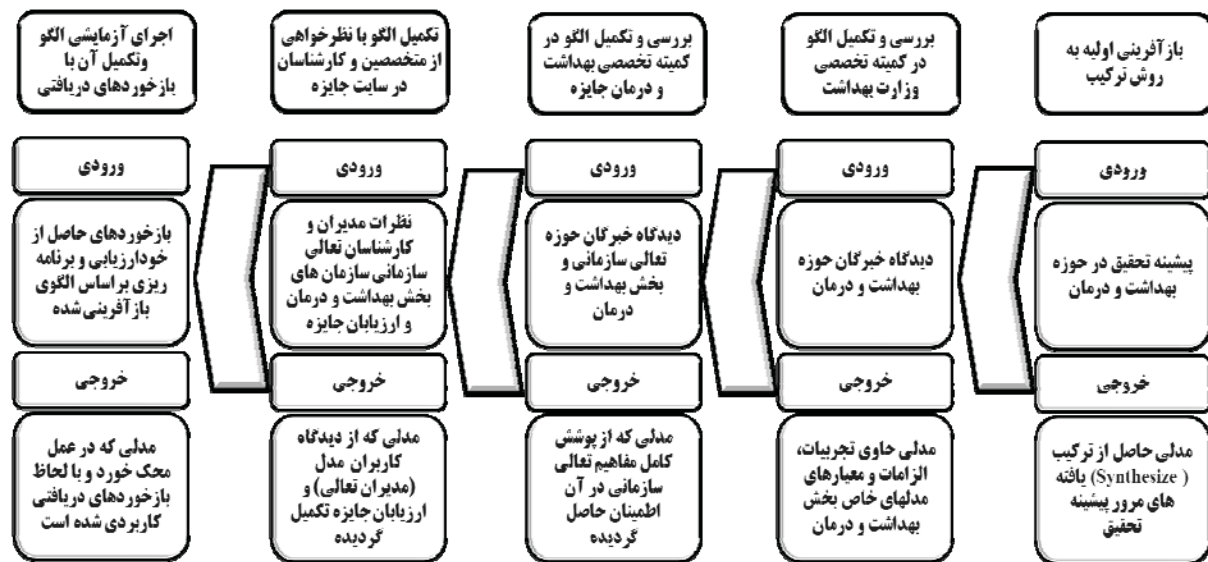 بازآفرینی اولیه به
روش ترکیب
ورودی
پیشینه تحقیق در حوزه
بهداشت و درمان
خروجی
مدلی حاصل از ترکیب
(Synthesize) یافته
های مرور پیشینه
تحقیق
بررسی و تکمیل الگو
در کمیته تخصصی
وزارت بهداشت
ورودی
دیدگاه خبرگان حوزه
بهداشت و درمان
خروجی
مدلی حاوی تجربیات،
الزامات و معیارهای
مدلهای خاص بخش
بهداشت و درمان
بررسی و تکمیل الگو در
کمیته تخصصی بهداشت
و درمان جایزه
ورودی
دیدگاه خبرگان حوزه
تعالی سازمانی و
بخش بهداشت و
درمان
خروجی
مدلی که از پوشش
کامل مفاهیم تعالی
سازمانی در آن
اطمینان حاصل
گردیده
تکمیل الگو با نظرخواهی
از متخصصین و کارشناسان
در سایت جایزه
ورودی
نظرات مدیران و
کارشناسان تعالی
سازمانی سازمان های
بخش بهداشت و درمان
و ارزیابان جایزه
خروجی
مدلی که از دیدگاه
کاربران مدل
(مدیران تعالی) و
ارزیابان جایزه تکمیل
گردیده
اجرای آزمایشی الگو
وتکمیل آن با
بازخوردهای دریافتی
ورودی
بازخوردهای حاصل از
خودارزیابی و برنامه
ریزی براساس الگوی
بازآفرینی شده
خروجی
مدلی که در عمل
محک خورد و با لحاظ
بازخوردهای دریافتی
کاربردی شده است